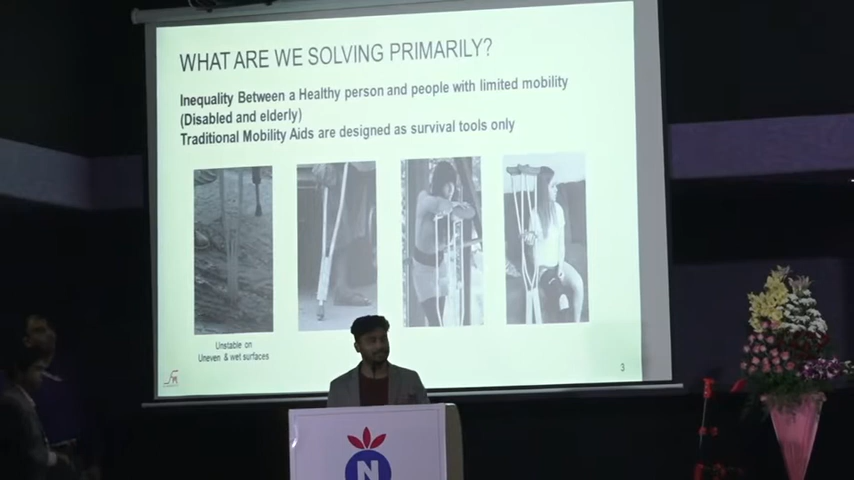 WHAT ARE WE SOLVING PRIMARILY?
Inequality Between a Healthy person and people with limited mobility
(Disabled and elderly)
Traditional Mobility Aids are designed as survival tools only
Unstable on
Uneven & wet surfaces
3
N